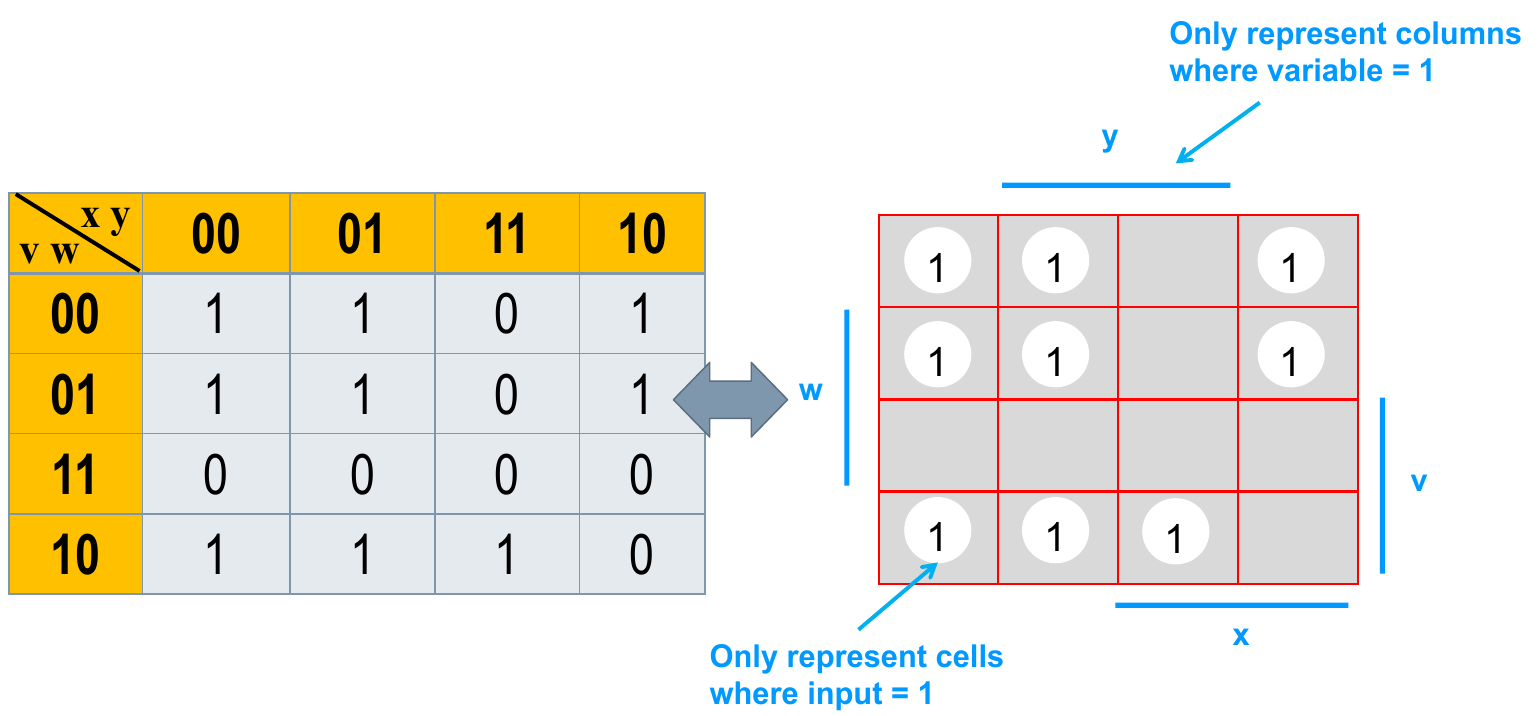 Only represent columns
where variable = 1
y
x y
v w
00 01 11 10
00 1 1 0 1
01 1 1 0 1
11 0 0 0 0
10 1 1 1 0
1 1 1
w
1 1 1
v
1 1 1
x
Only represent cells
where input = 1